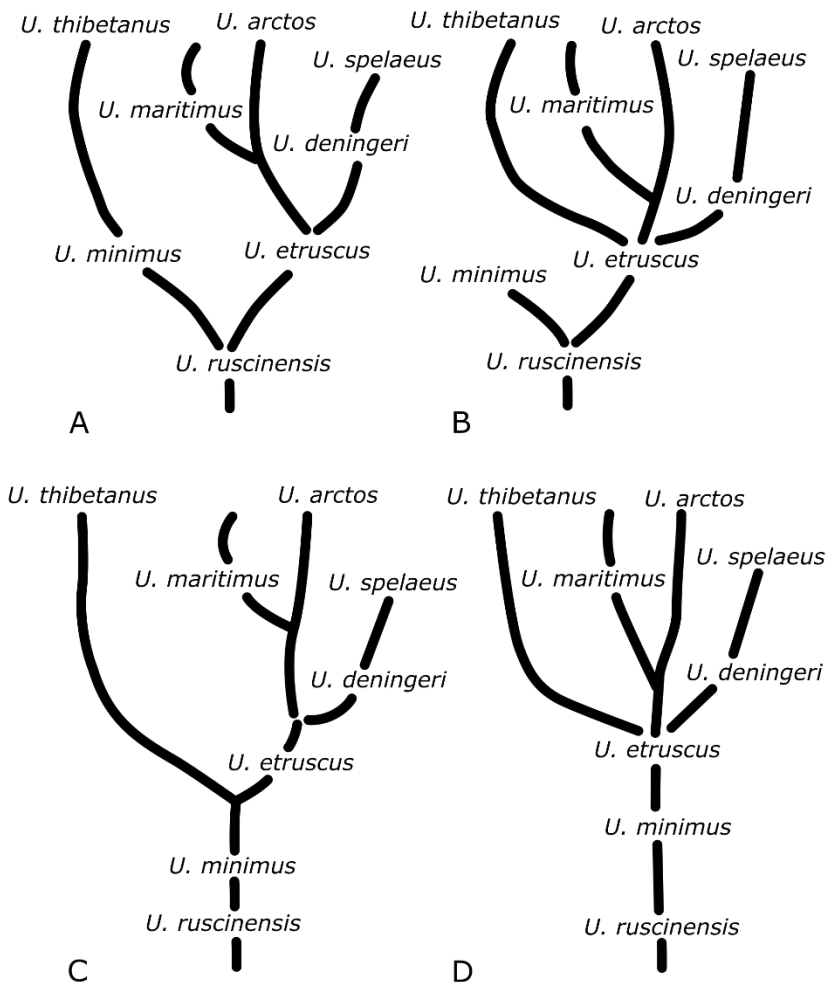 U. thibetanus
U. arctos
U. spelaeus
U. maritimus
U. deningeri
U. minimus
U. etruscus
U. ruscinensis
A
U. thibetanus
U. arctos
U. spelaeus
U. maritimus
U. deningeri
U. etruscus
U. minimus
U. ruscinensis
B
U. thibetanus
U. arctos
U. maritimus
U. spelaeus
U. deningeri
U. etruscus
U. minimus
U. ruscinensis
C
U. thibetanus
U. arctos
U. spelaeus
U. maritimus
U. deningeri
U. etruscus
U. minimus
U. ruscinensis
D